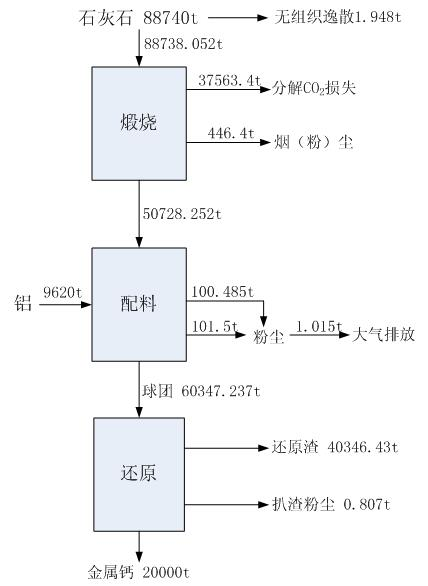 石灰石 88740t
无组织逸散1.948t
88738.052t
37563.4t
分解CO₂损失
煅烧
446.4t
烟（粉）尘
50728.252t
铝
9620t
配料
100.485t
101.5t
粉尘
1.015t
大气排放
球团 60347.237t
还原
还原渣 40346.43t
扒渣粉尘 0.807t
金属钙 20000t